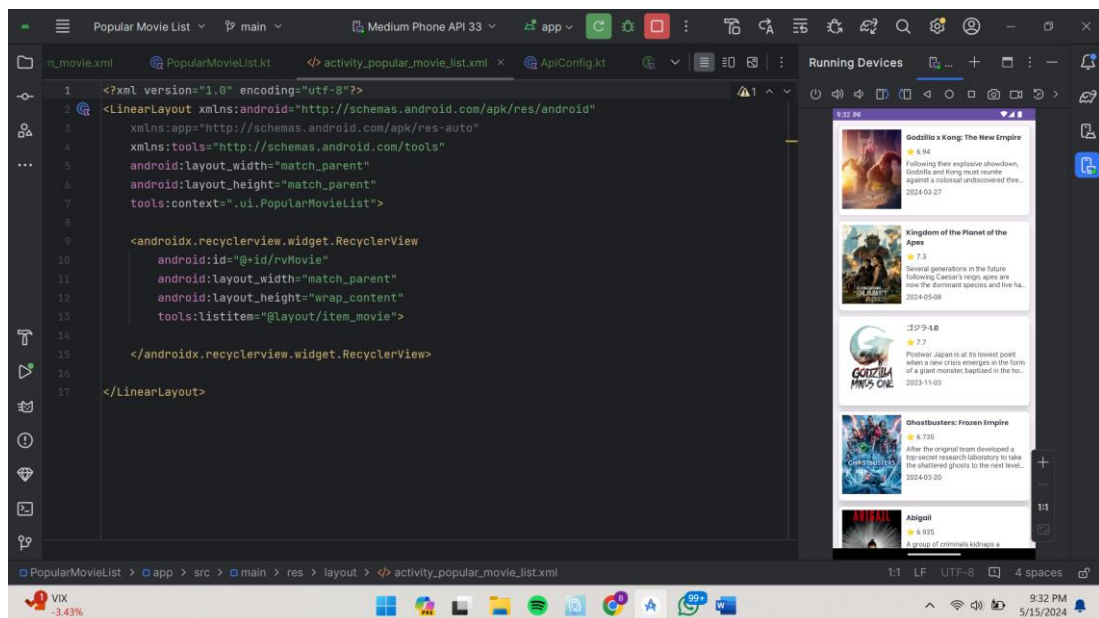 Popular Movie List main Medium Phone API 33 app
n_movie.xml PopularMovieList.kt activity_popular_movie_list.xml ApiConfig.kt
Running Devices
1 <?xml version="1.0" encoding="utf-8"?>
1
2 <LinearLayout xmlns:android="http://schemas.android.com/apk/res/android"
3 xmlns:app="http://schemas.android.com/apk/res-auto"
4 xmlns:tools="http://schemas.android.com/tools"
5 android:layout_width="match_parent"
6 android:layout_height="match_parent"
7 tools:context=".ui.PopularMovieList">
8
9 <androidx.recyclerview.widget.RecyclerView
10 android:id="@+id/rvMovie"
11 android:layout_width="match_parent"
12 android:layout_height="wrap_content"
13 tools:listitem="@layout/item_movie">
14
15 </androidx.recyclerview.widget.RecyclerView>
16
17 </LinearLayout>
Godzilla x Kong: The New Empire
6.94
Following their explosive showdown,
Godzilla and Kong must reunite
against a colossal undiscovered thre...
2024-03-27
Kingdom of the Planet of the
Apes
7.3
Several generations in the future
following Caesar's reign, apes are
now the dominant species and live ha...
2024-05-08
ゴジラ-1.0
7.7
Postwar Japan is at its lowest point
when a new crisis emerges in the form
of a giant monster, baptized in the ho...
2023-11-03
GODZILLA
MINUS ONE
Ghostbusters: Frozen Empire
6.735
After the original team developed a
top-secret research laboratory to take
the shattered ghosts to the next level...
2024-03-20
GHOSTBUSTERS
1:1
ABIGAIL
Abigail
6.935
A group of criminals kidnaps a
PopularMovieList > app > src > main > res > layout > activity_popular_movie_list.xml
1:1 LF UTF-8 4 spaces
VIX
-3.43%
99+
9:32 PM
5/15/2024